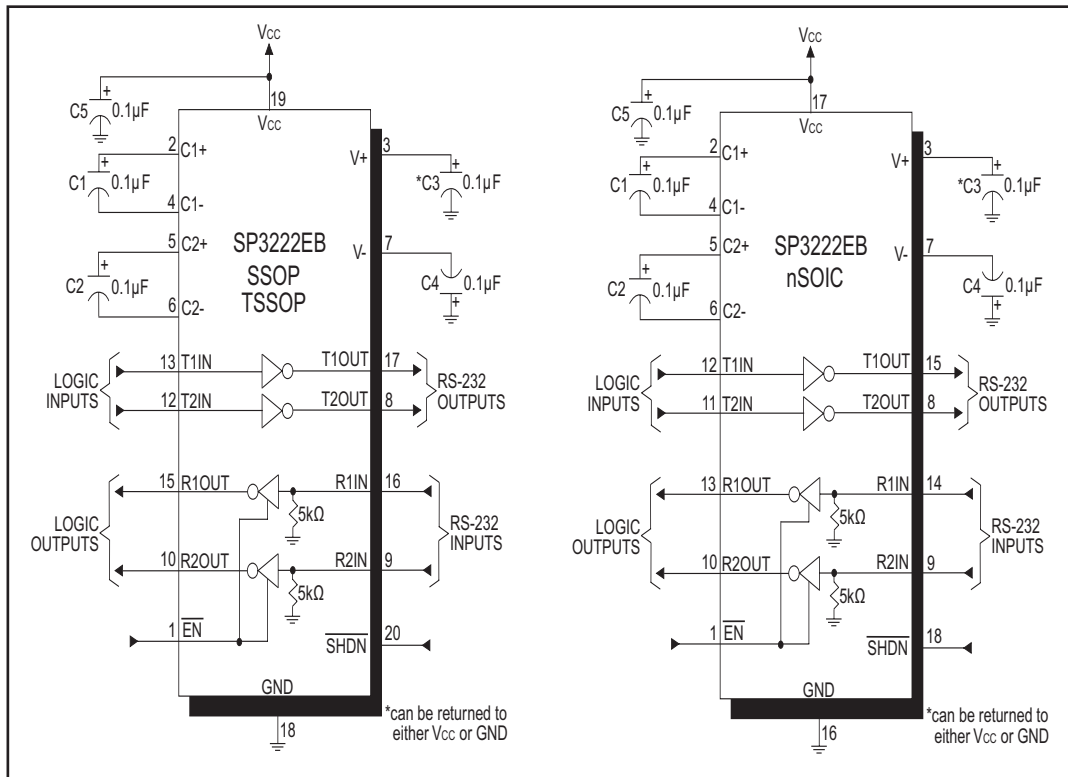 VCC
C5
+
0.1µF
19
VCC
2
C1+
+
C1
0.1µF
4
C1-
5
C2+
+
C2
0.1µF
6
C2-
SP3222EB
SSOP
TSSOP
3
V+
+
*C3
0.1µF
7
V-
C4
0.1µF
+
LOGIC
INPUTS
13
T1IN
T1OUT
17
12
T2IN
T2OUT
8
RS-232
OUTPUTS
LOGIC
OUTPUTS
15
R1OUT
R1IN
16
5kΩ
10
R2OUT
R2IN
9
5kΩ
RS-232
INPUTS
1
EN
SHDN
20
GND
18
*can be returned to
either VCC or GND
VCC
C5
+
0.1µF
17
VCC
2
C1+
+
C1
0.1µF
4
C1-
5
C2+
+
C2
0.1µF
6
C2-
SP3222EB
nSOIC
3
V+
+
*C3
0.1µF
7
V-
C4
0.1µF
+
LOGIC
INPUTS
12
T1IN
T1OUT
15
11
T2IN
T2OUT
8
RS-232
OUTPUTS
LOGIC
OUTPUTS
13
R1OUT
R1IN
14
5kΩ
10
R2OUT
R2IN
9
5kΩ
RS-232
INPUTS
1
EN
SHDN
18
GND
16
*can be returned to
either VCC or GND